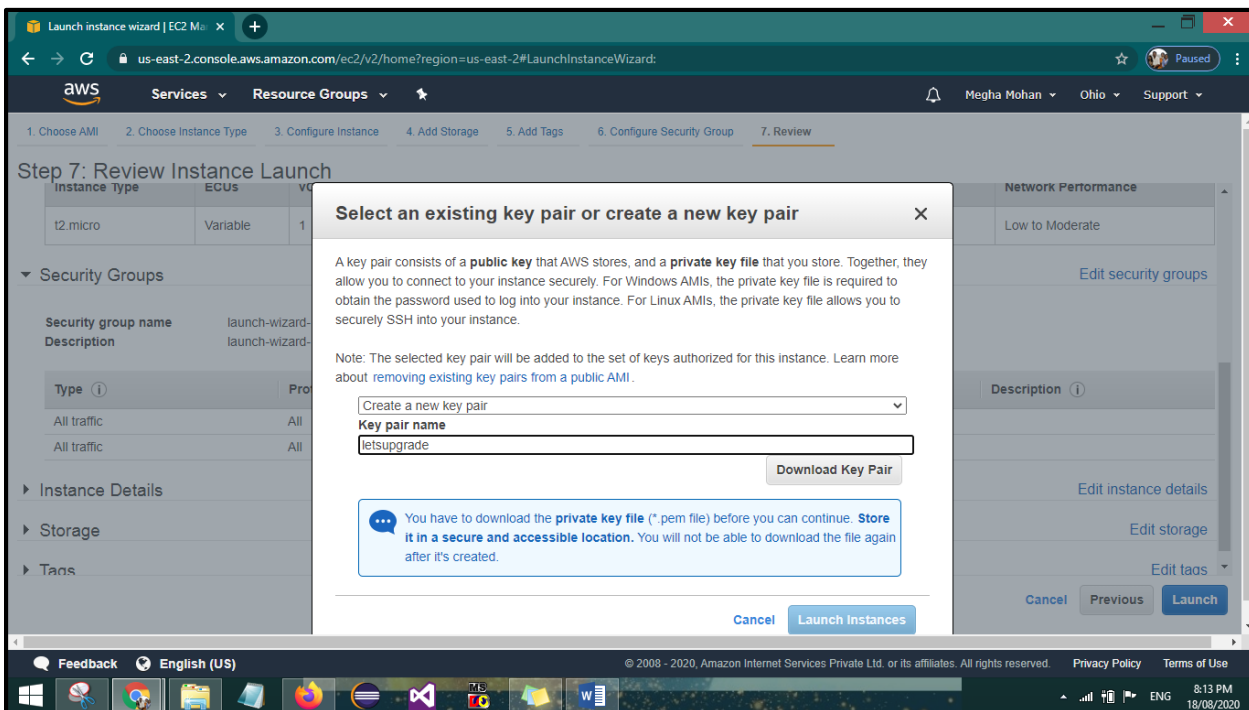 Launch instance wizard | EC2 Ma
us-east-2.console.aws.amazon.com/ec2/v2/home?region=us-east-2#LaunchInstanceWizard:
Paused
aws
Services
Resource Groups
Megha Mohan
Ohio
Support
1. Choose AMI
2. Choose Instance Type
3. Configure Instance
4. Add Storage
5. Add Tags
6. Configure Security Group
7. Review
Step 7: Review Instance Launch
Instance Type
ECUs
Network Performance
t2.micro
Variable
1
Low to Moderate
Security Groups
Edit security groups
Security group name
launch-wizard-
Description
launch-wizard-
Type
Pro
Description
All traffic
All
All traffic
All
Instance Details
Edit instance details
Storage
Edit storage
Tags
Edit tags
Cancel
Previous
Launch
Select an existing key pair or create a new key pair
A key pair consists of a public key that AWS stores, and a private key file that you store. Together, they
allow you to connect to your instance securely. For Windows AMIs, the private key file is required to
obtain the password used to log into your instance. For Linux AMIs, the private key file allows you to
securely SSH into your instance.
Note: The selected key pair will be added to the set of keys authorized for this instance. Learn more
about removing existing key pairs from a public AMI.
Create a new key pair
Key pair name
letsupgrade
Download Key Pair
You have to download the private key file (*.pem file) before you can continue. Store
it in a secure and accessible location. You will not be able to download the file again
after it's created.
Cancel
Launch Instances
Feedback
English (US)
© 2008 - 2020, Amazon Internet Services Private Ltd. or its affiliates. All rights reserved.
Privacy Policy
Terms of Use
MS
ENG
8:13 PM
18/08/2020